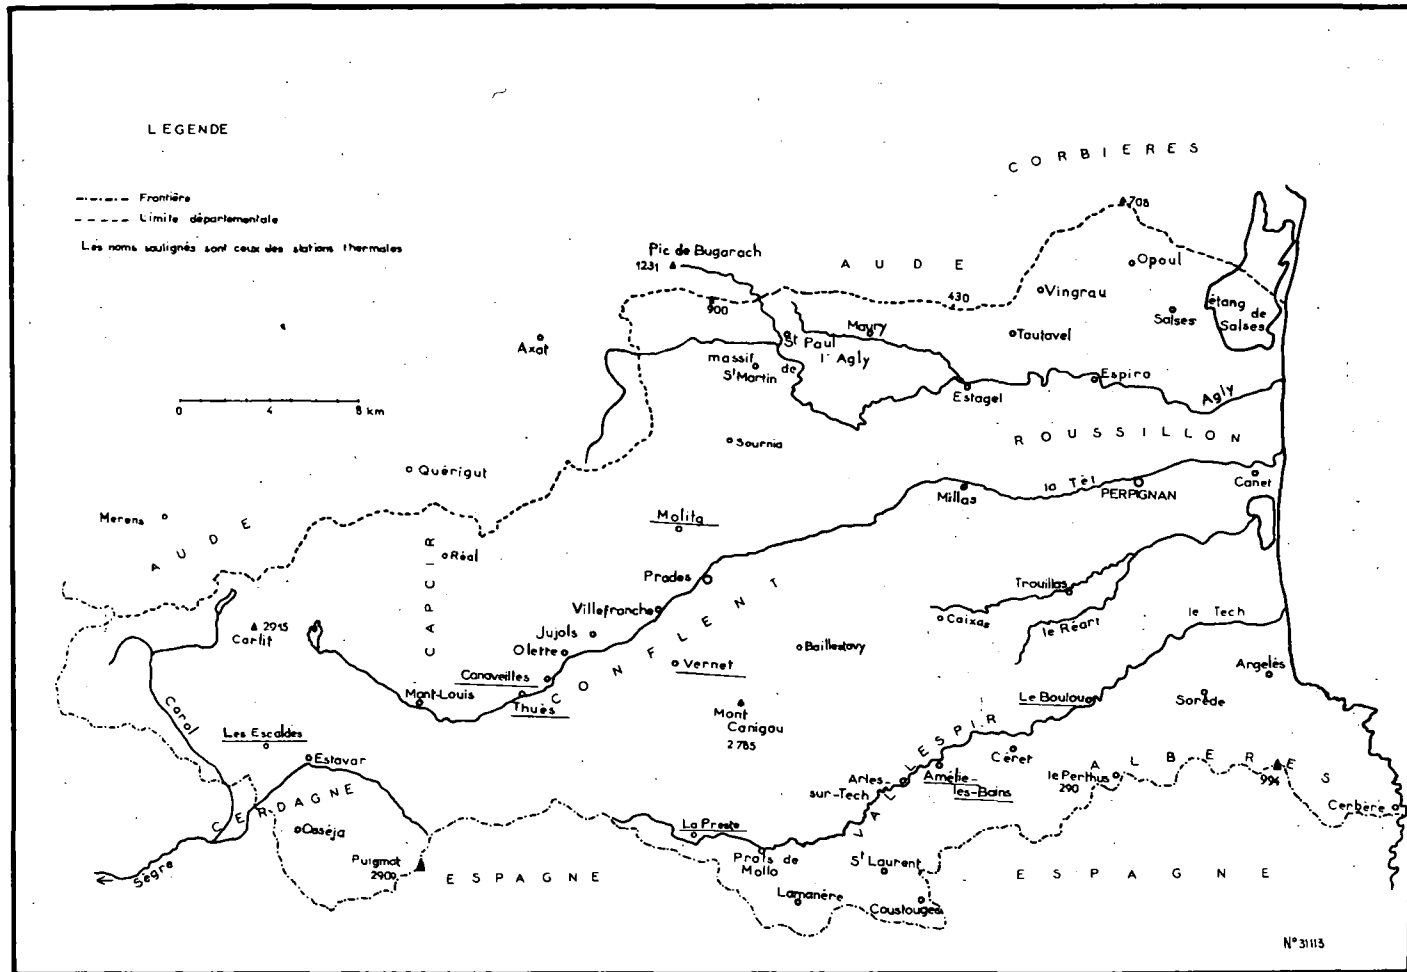 LEGENDE
Frontière
Limite départementale
Les noms soulignés sont ceux des stations thermales
0 4 8 km
CORBIERES
708
Pic de Bugarach
1231
AUDE
Opoul
Vingrau
430
900
étang de
Salses
Salses
Axat
St Paul
Maury
Tautavel
massif
de
l'Agly
St Martin
Estagel
Espira
Agly
ROUSSILLON
Sournia
Quérigut
la Têt
PERPIGNAN
Canet
Millas
Merens
AUDE
Molitg
CAPCIR
Réal
Prades
Trouillas
Villefranche
Caixas
le Réart
le Tech
2915
Carlit
Jujols
Olette
CONFLENT
Baillestavy
Vernet
Canaveilles
Thuès
Mont-Louis
Argelès
Le Boulou
Sorède
Mont
Canigou
2 785
Carol
Les Escaldes
Estavar
VALLESPIR
Céret
ALBERES
le Perthus
290
994
Arles-
sur-Tech
Amélie-
les-Bains
Cerbère
CERDAGNE
Osséja
La Preste
Prats de
Mollo
St Laurent
Puigmal
2909
ESPAGNE
ESPAGNE
Sègre
Lamanère
Coustouges
N° 31113